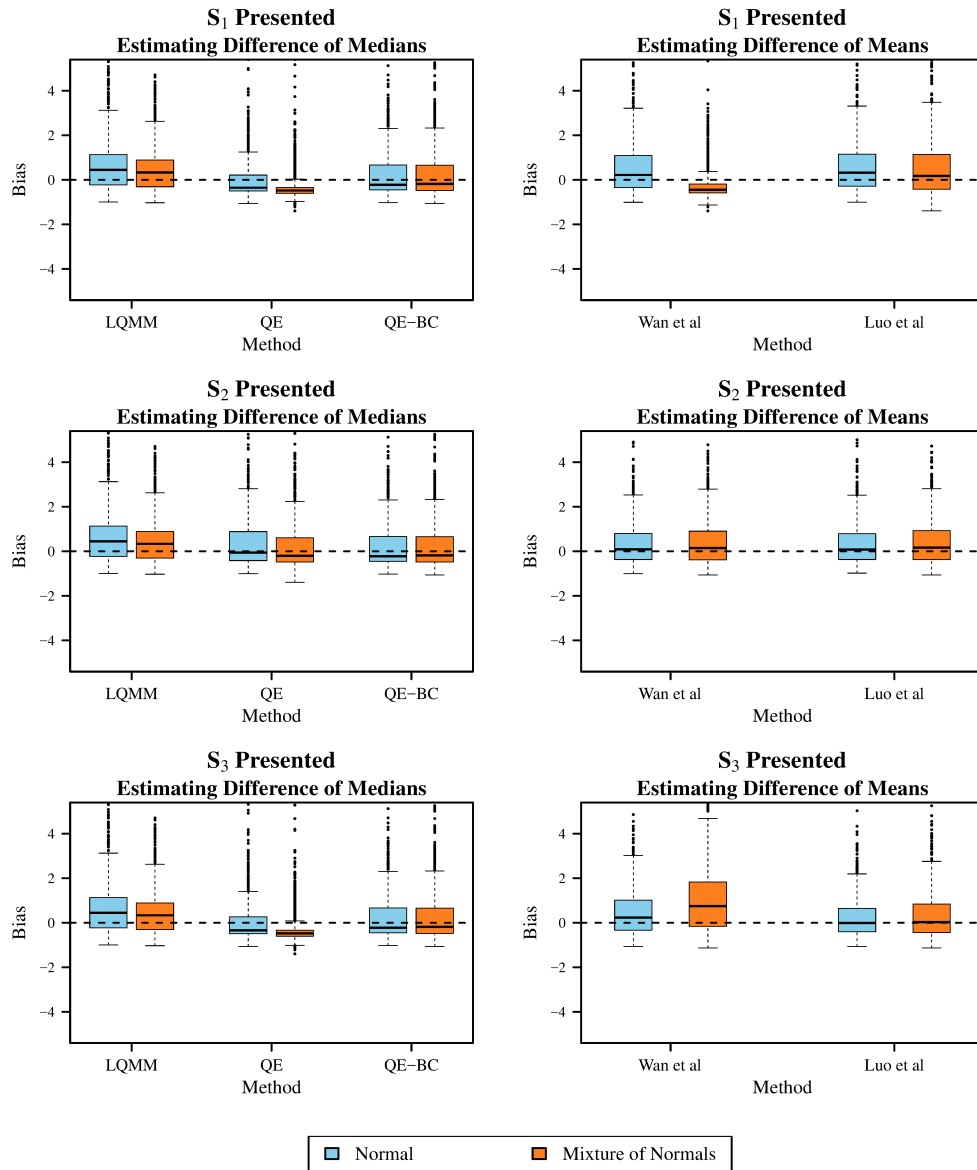 S₁ Presented
Estimating Difference of Medians
4
2
0
−2
−4
Bias
LQMM QE QE−BC
Method
S₁ Presented
Estimating Difference of Means
4
2
0
−2
−4
Bias
Wan et al Luo et al
Method
S₂ Presented
Estimating Difference of Medians
4
2
0
−2
−4
Bias
LQMM QE QE−BC
Method
S₂ Presented
Estimating Difference of Means
4
2
0
−2
−4
Bias
Wan et al Luo et al
Method
S₃ Presented
Estimating Difference of Medians
4
2
0
−2
−4
Bias
LQMM QE QE−BC
Method
S₃ Presented
Estimating Difference of Means
4
2
0
−2
−4
Bias
Wan et al Luo et al
Method
Normal Mixture of Normals